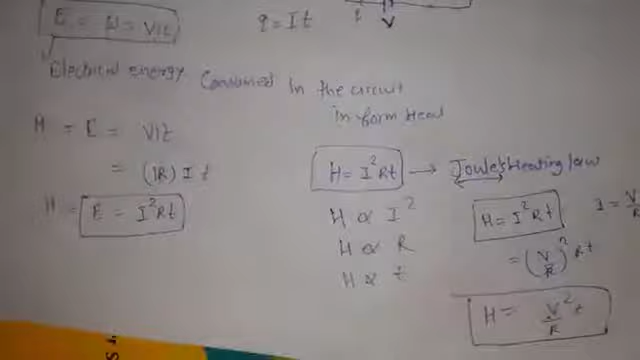 E = W = VIt
q = It
V
Electrical energy Consumed in the circuit
in form Heat
H = E = VIt
= (IR) I t
H = E = I²Rt
H = I²Rt → Joule's Heating law
H ∝ I²
H ∝ R
H ∝ t
H = I²Rt
I = V/R
= (V/R)² Rt
H = V²/R t